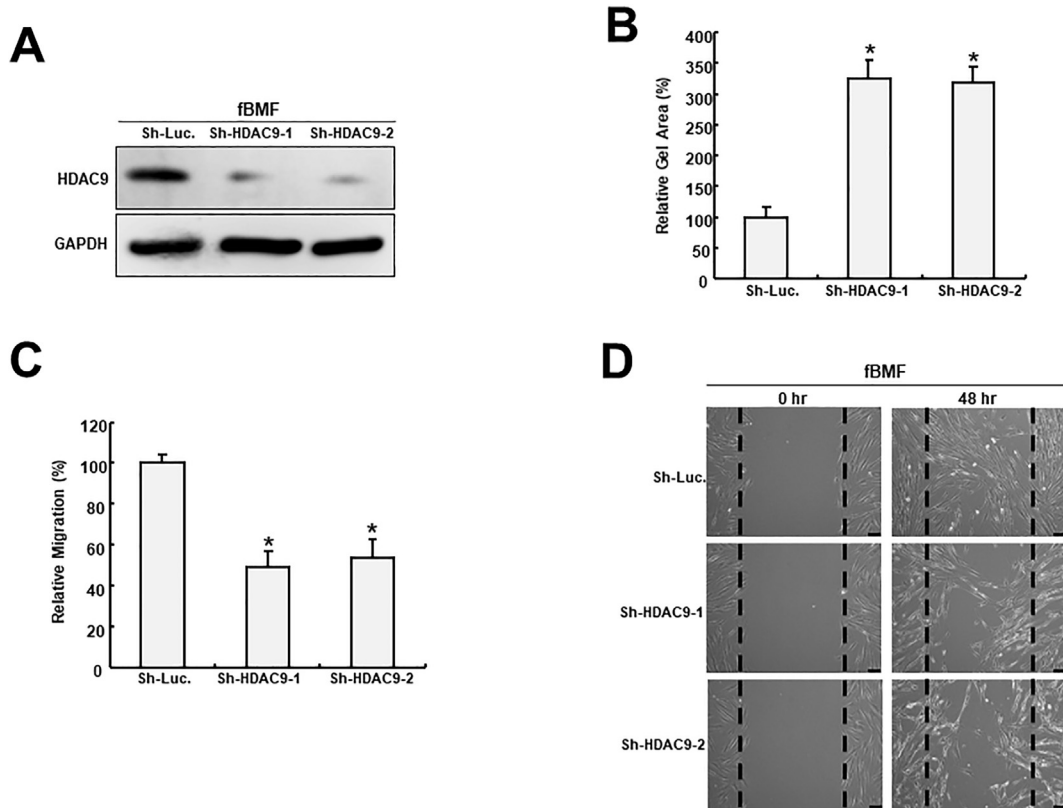 A
fBMF
Sh-Luc. Sh-HDAC9-1 Sh-HDAC9-2
HDAC9
GAPDH
B
Relative Gel Area (%)
400
350
300
250
200
150
100
50
0
*
*
Sh-Luc. Sh-HDAC9-1 Sh-HDAC9-2
C
Relative Migration (%)
120
100
80
60
40
20
0
*
*
Sh-Luc. Sh-HDAC9-1 Sh-HDAC9-2
D
fBMF
0 hr 48 hr
Sh-Luc.
Sh-HDAC9-1
Sh-HDAC9-2